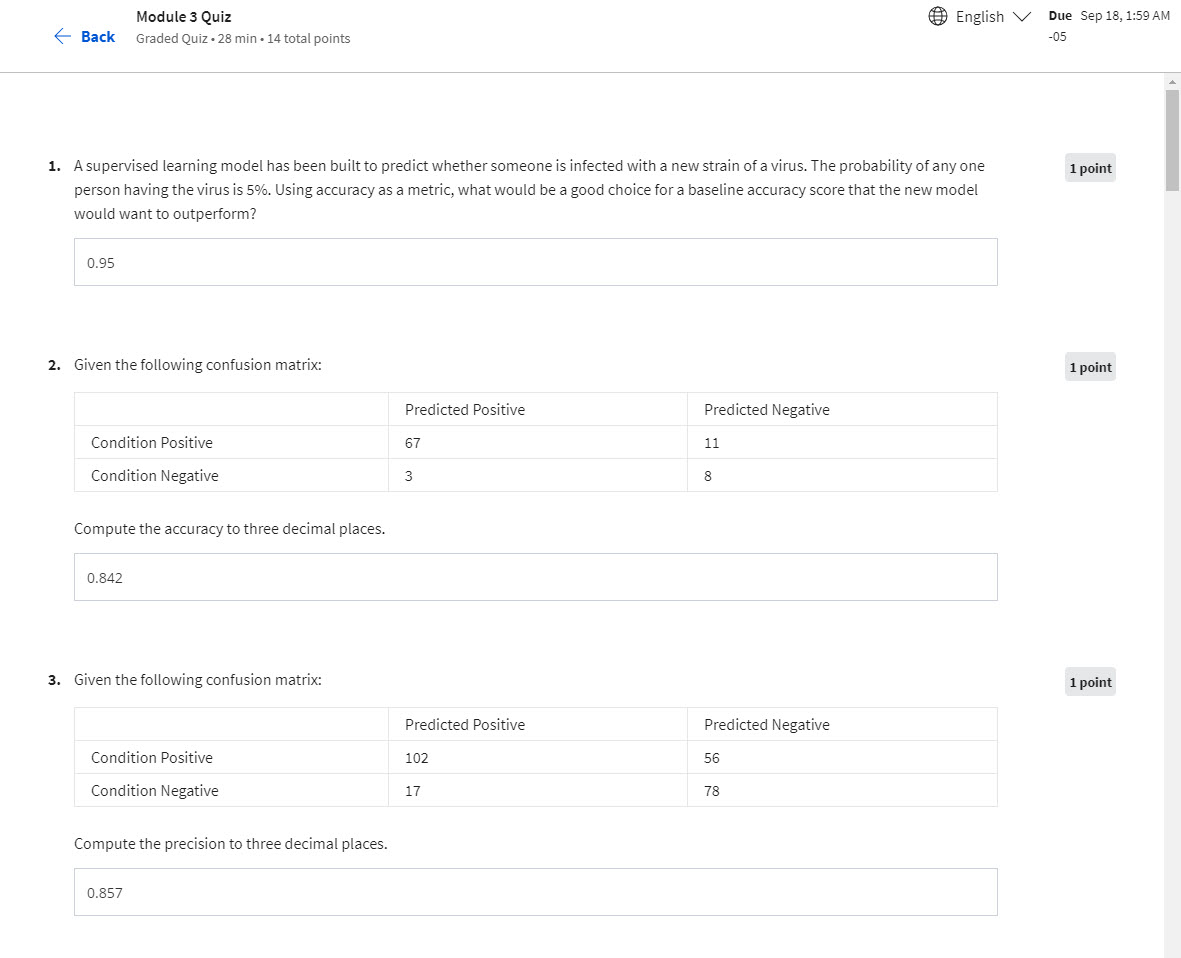 Module 3 Quiz
Back
Graded Quiz • 28 min • 14 total points
English
Due Sep 18, 1:59 AM
-05
1. A supervised learning model has been built to predict whether someone is infected with a new strain of a virus. The probability of any one
person having the virus is 5%. Using accuracy as a metric, what would be a good choice for a baseline accuracy score that the new model
would want to outperform?
1 point
0.95
2. Given the following confusion matrix:
1 point
Predicted Positive Predicted Negative
Condition Positive 67 11
Condition Negative 3 8
Compute the accuracy to three decimal places.
0.842
3. Given the following confusion matrix:
1 point
Predicted Positive Predicted Negative
Condition Positive 102 56
Condition Negative 17 78
Compute the precision to three decimal places.
0.857